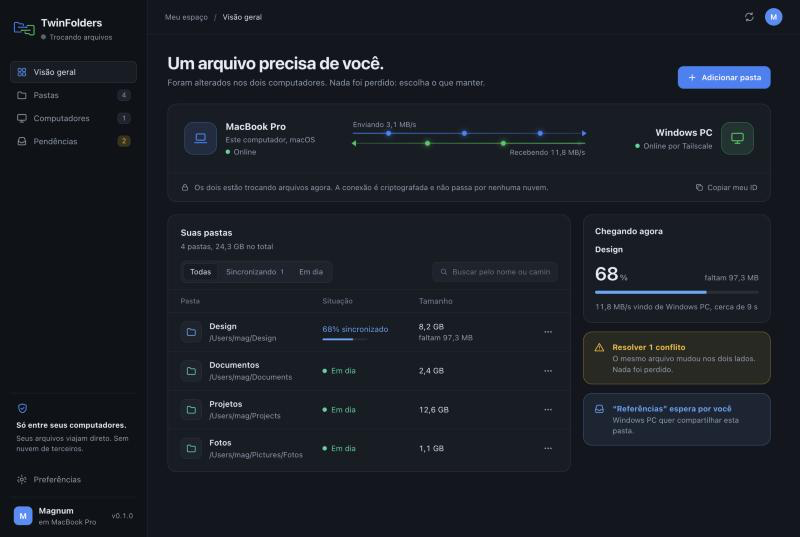 TwinFolders
Trocando arquivos
Visão geral
Pastas 4
Computadores 1
Pendências 2
Só entre seus computadores.
Seus arquivos viajam direto. Sem
nuvem de terceiros.
Preferências
M
Magnum
em MacBook Pro
v0.1.0
Meu espaço / Visão geral
M
Um arquivo precisa de você.
Foram alterados nos dois computadores. Nada foi perdido: escolha o que manter.
+ Adicionar pasta
MacBook Pro
Este computador, macOS
Online
Enviando 3,1 MB/s
Recebendo 11,8 MB/s
Windows PC
Online por Tailscale
Os dois estão trocando arquivos agora. A conexão é criptografada e não passa por nenhuma nuvem.
Copiar meu ID
Suas pastas
4 pastas, 24,3 GB no total
Todas Sincronizando 1 Em dia
Buscar pelo nome ou camin
Pasta Situação Tamanho
Design
/Users/mag/Design
68% sincronizado
8,2 GB
faltam 97,3 MB
Documentos
/Users/mag/Documents
Em dia
2,4 GB
Projetos
/Users/mag/Projects
Em dia
12,6 GB
Fotos
/Users/mag/Pictures/Fotos
Em dia
1,1 GB
Chegando agora
Design
68%
faltam 97,3 MB
11,8 MB/s vindo de Windows PC, cerca de 9 s
Resolver 1 conflito
O mesmo arquivo mudou nos dois lados.
Nada foi perdido.
"Referências" espera por você
Windows PC quer compartilhar esta
pasta.